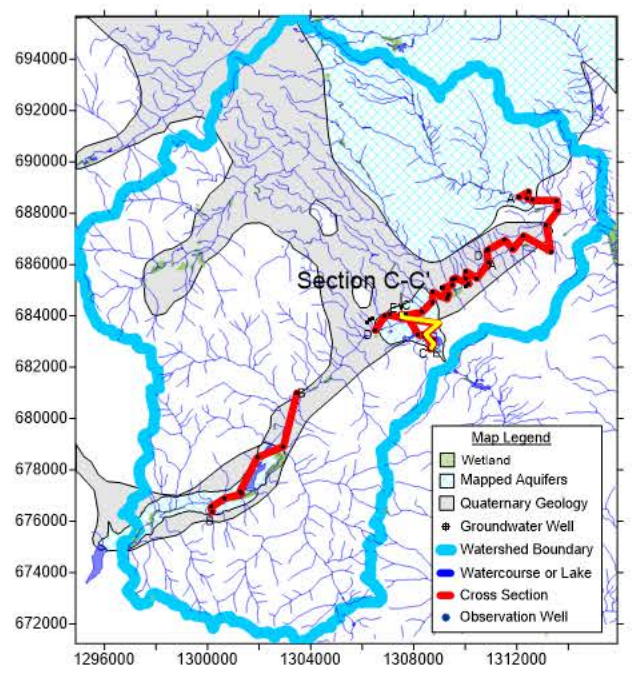 694000
692000
690000
688000
686000
684000
682000
680000
678000
676000
674000
672000
A
D
A
Section C-C'
C
D
C
B
B
Map Legend
Wetland
Mapped Aquifers
Quaternary Geology
Groundwater Well
Watershed Boundary
Watercourse or Lake
Cross Section
Observation Well
1296000 1300000 1304000 1308000 1312000